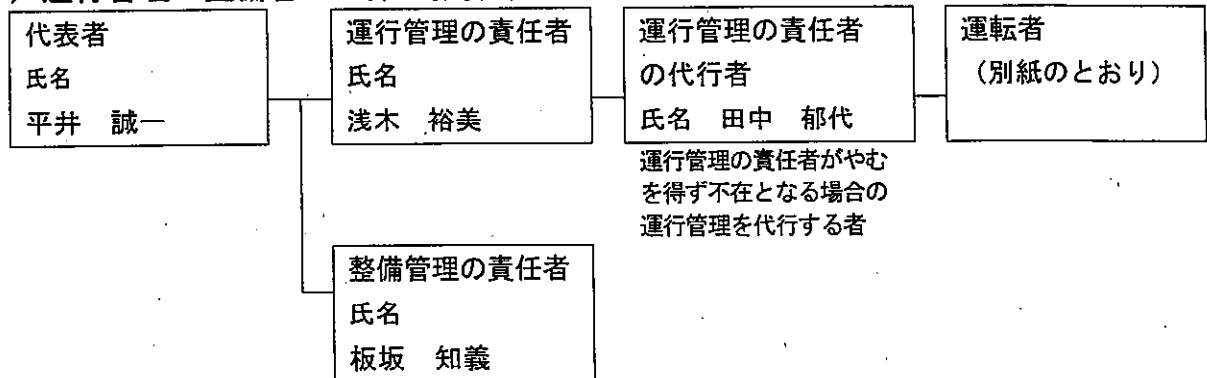 代表者
氏名
平井　誠一
運行管理の責任者
氏名
浅木　裕美
運行管理の責任者
の代行者
氏名　田中　郁代
運転者
（別紙のとおり）
運行管理の責任者がやむ
を得ず不在となる場合の
運行管理を代行する者
整備管理の責任者
氏名
板坂　知義